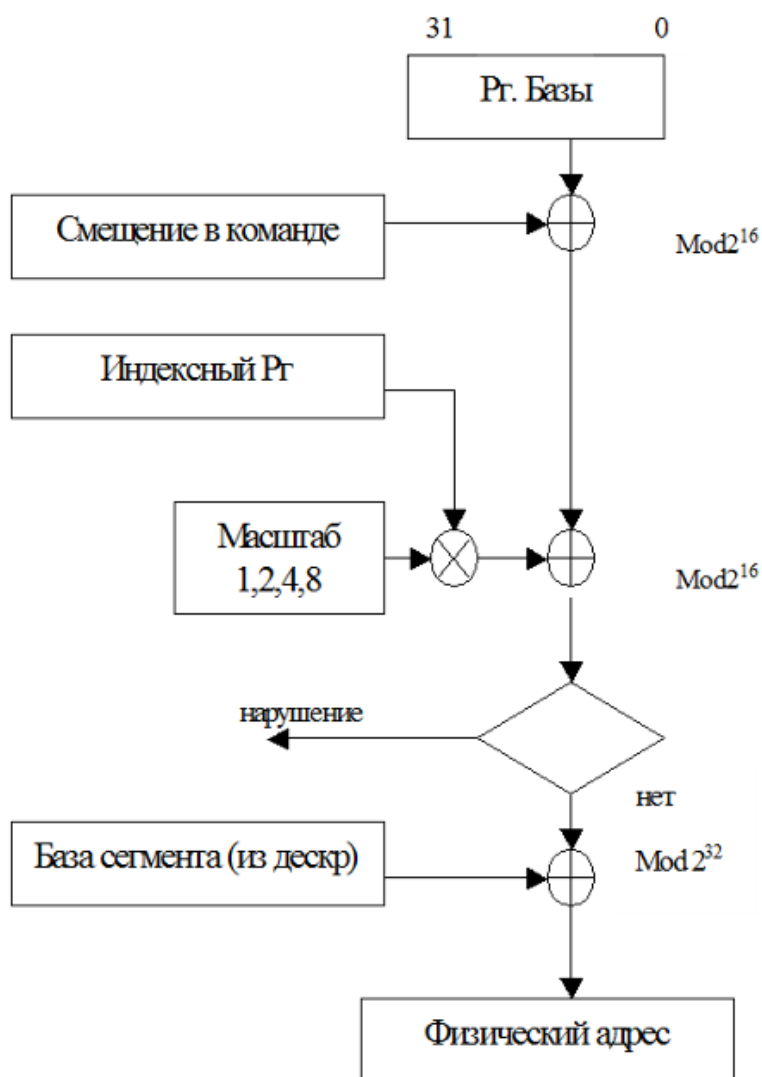 31 0
Рг. Базы
Смещение в команде
Mod2¹⁶
Индексный Рг
Масштаб
1,2,4,8
Mod2¹⁶
нарушение
нет
База сегмента (из дескр)
Mod 2³²
Физический адрес